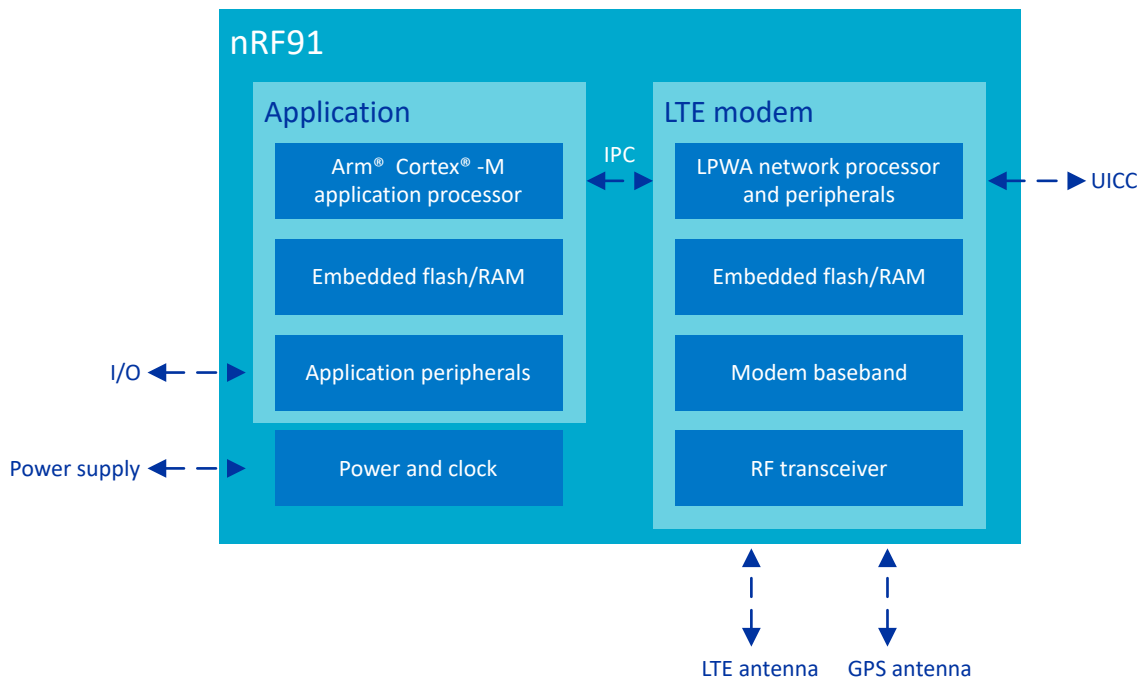 nRF91
Application
Arm® Cortex® -M
application processor
Embedded flash/RAM
Application peripherals
Power and clock
IPC
LTE modem
LPWA network processor
and peripherals
Embedded flash/RAM
Modem baseband
RF transceiver
I/O
Power supply
UICC
LTE antenna
GPS antenna